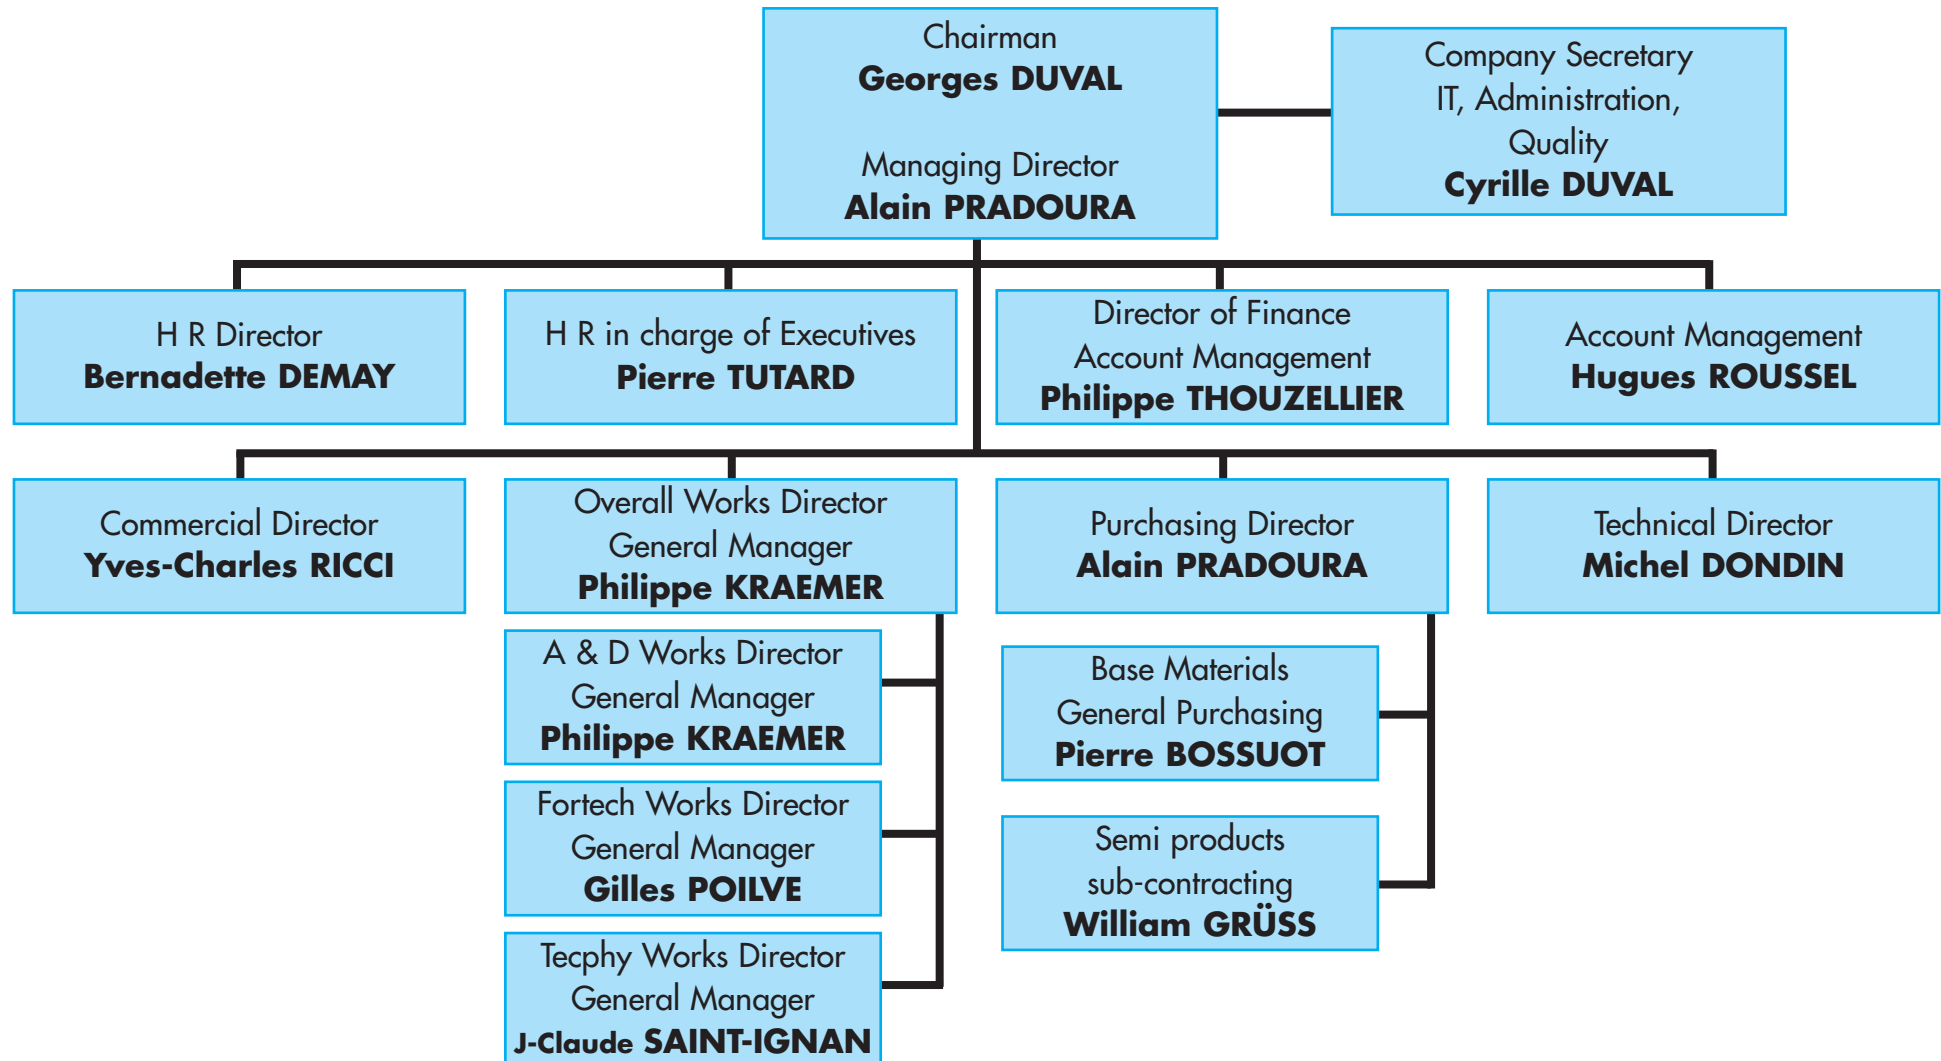 Chairman
Georges DUVAL
Managing Director
Alain PRADOURA
Company Secretary
IT, Administration,
Quality
Cyrille DUVAL
H R Director
Bernadette DEMAY
H R in charge of Executives
Pierre TUTARD
Director of Finance
Account Management
Philippe THOUZELLIER
Account Management
Hugues ROUSSEL
Commercial Director
Yves-Charles RICCI
Overall Works Director
General Manager
Philippe KRAEMER
Purchasing Director
Alain PRADOURA
Technical Director
Michel DONDIN
A & D Works Director
General Manager
Philippe KRAEMER
Fortech Works Director
General Manager
Gilles POILVE
Tecphy Works Director
General Manager
J-Claude SAINT-IGNAN
Base Materials
General Purchasing
Pierre BOSSUOT
Semi products
sub-contracting
William GRÜSS